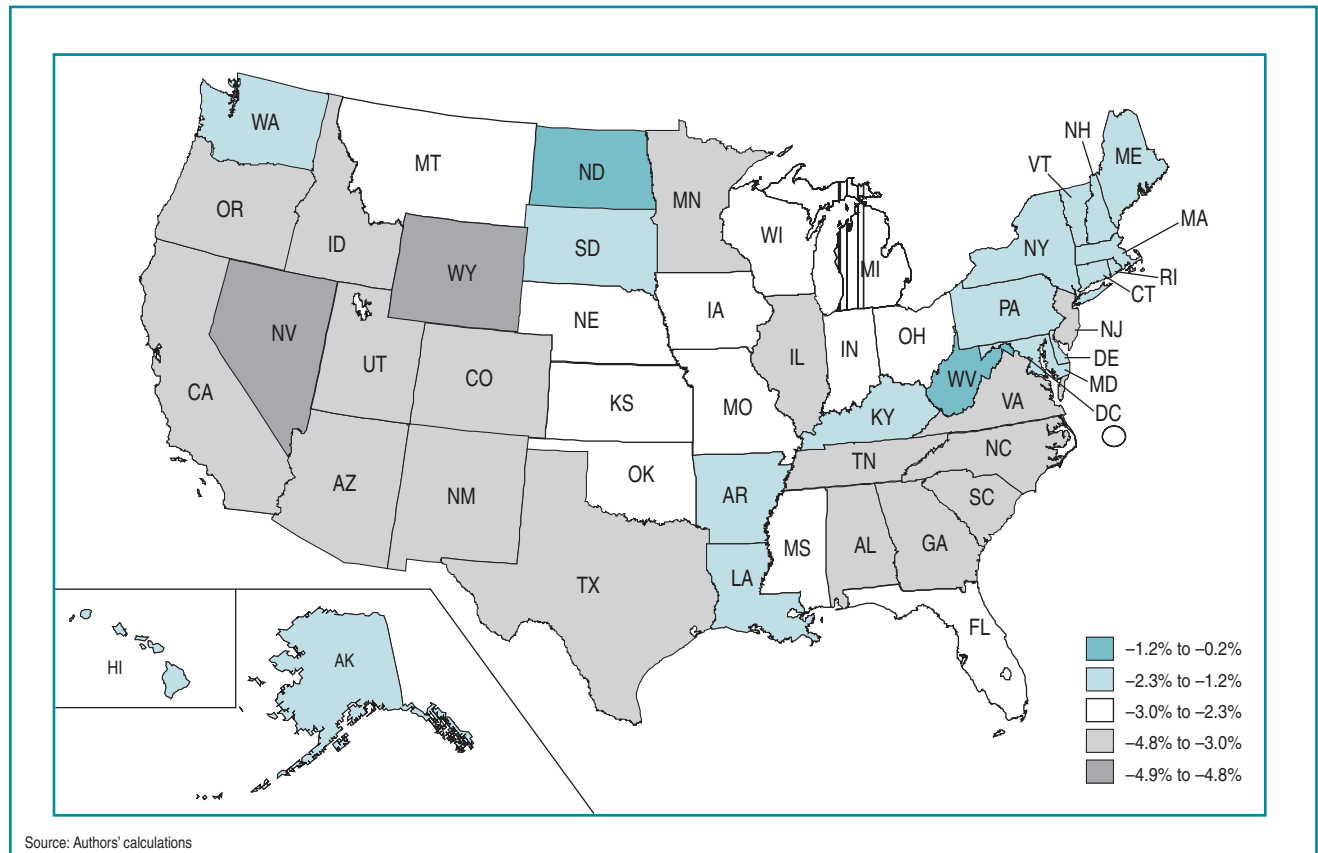 WA
MT
ND
MN
OR
ID
WY
SD
WI
MI
NH
VT
ME
NY
MA
RI
CT
NV
UT
CO
NE
IA
IL
IN
OH
PA
NJ
DE
MD
DC
CA
KS
MO
KY
WV
VA
AZ
NM
OK
AR
TN
NC
SC
TX
LA
MS
AL
GA
FL
HI
AK
–1.2% to –0.2%
–2.3% to –1.2%
–3.0% to –2.3%
–4.8% to –3.0%
–4.9% to –4.8%
Source: Authors' calculations